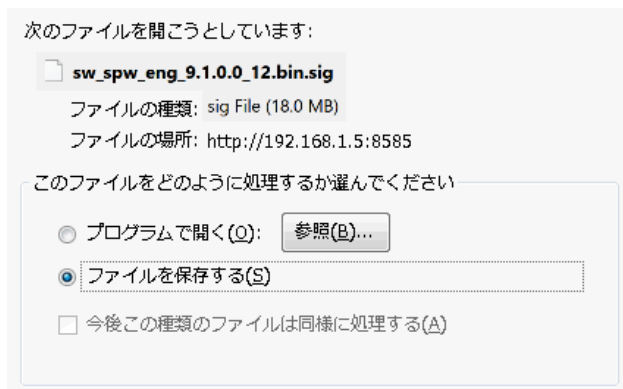 次のファイルを開こうとしています:
sw_spw_eng_9.1.0.0_12.bin.sig
ファイルの種類: sig File (18.0 MB)
ファイルの場所: http://192.168.1.5:8585
このファイルをどのように処理するか選んでください
プログラムで開く(O): 参照(B)...
ファイルを保存する(S)
今後この種類のファイルは同様に処理する(A)